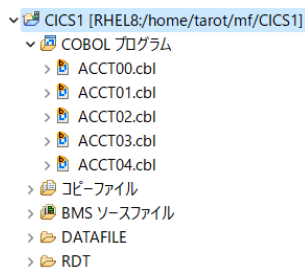 CICS1 [RHEL8:/home/tarot/mf/CICS1]
COBOL プログラム
ACCT00.cbl
ACCT01.cbl
ACCT02.cbl
ACCT03.cbl
ACCT04.cbl
コピーファイル
BMS ソースファイル
DATAFILE
RDT